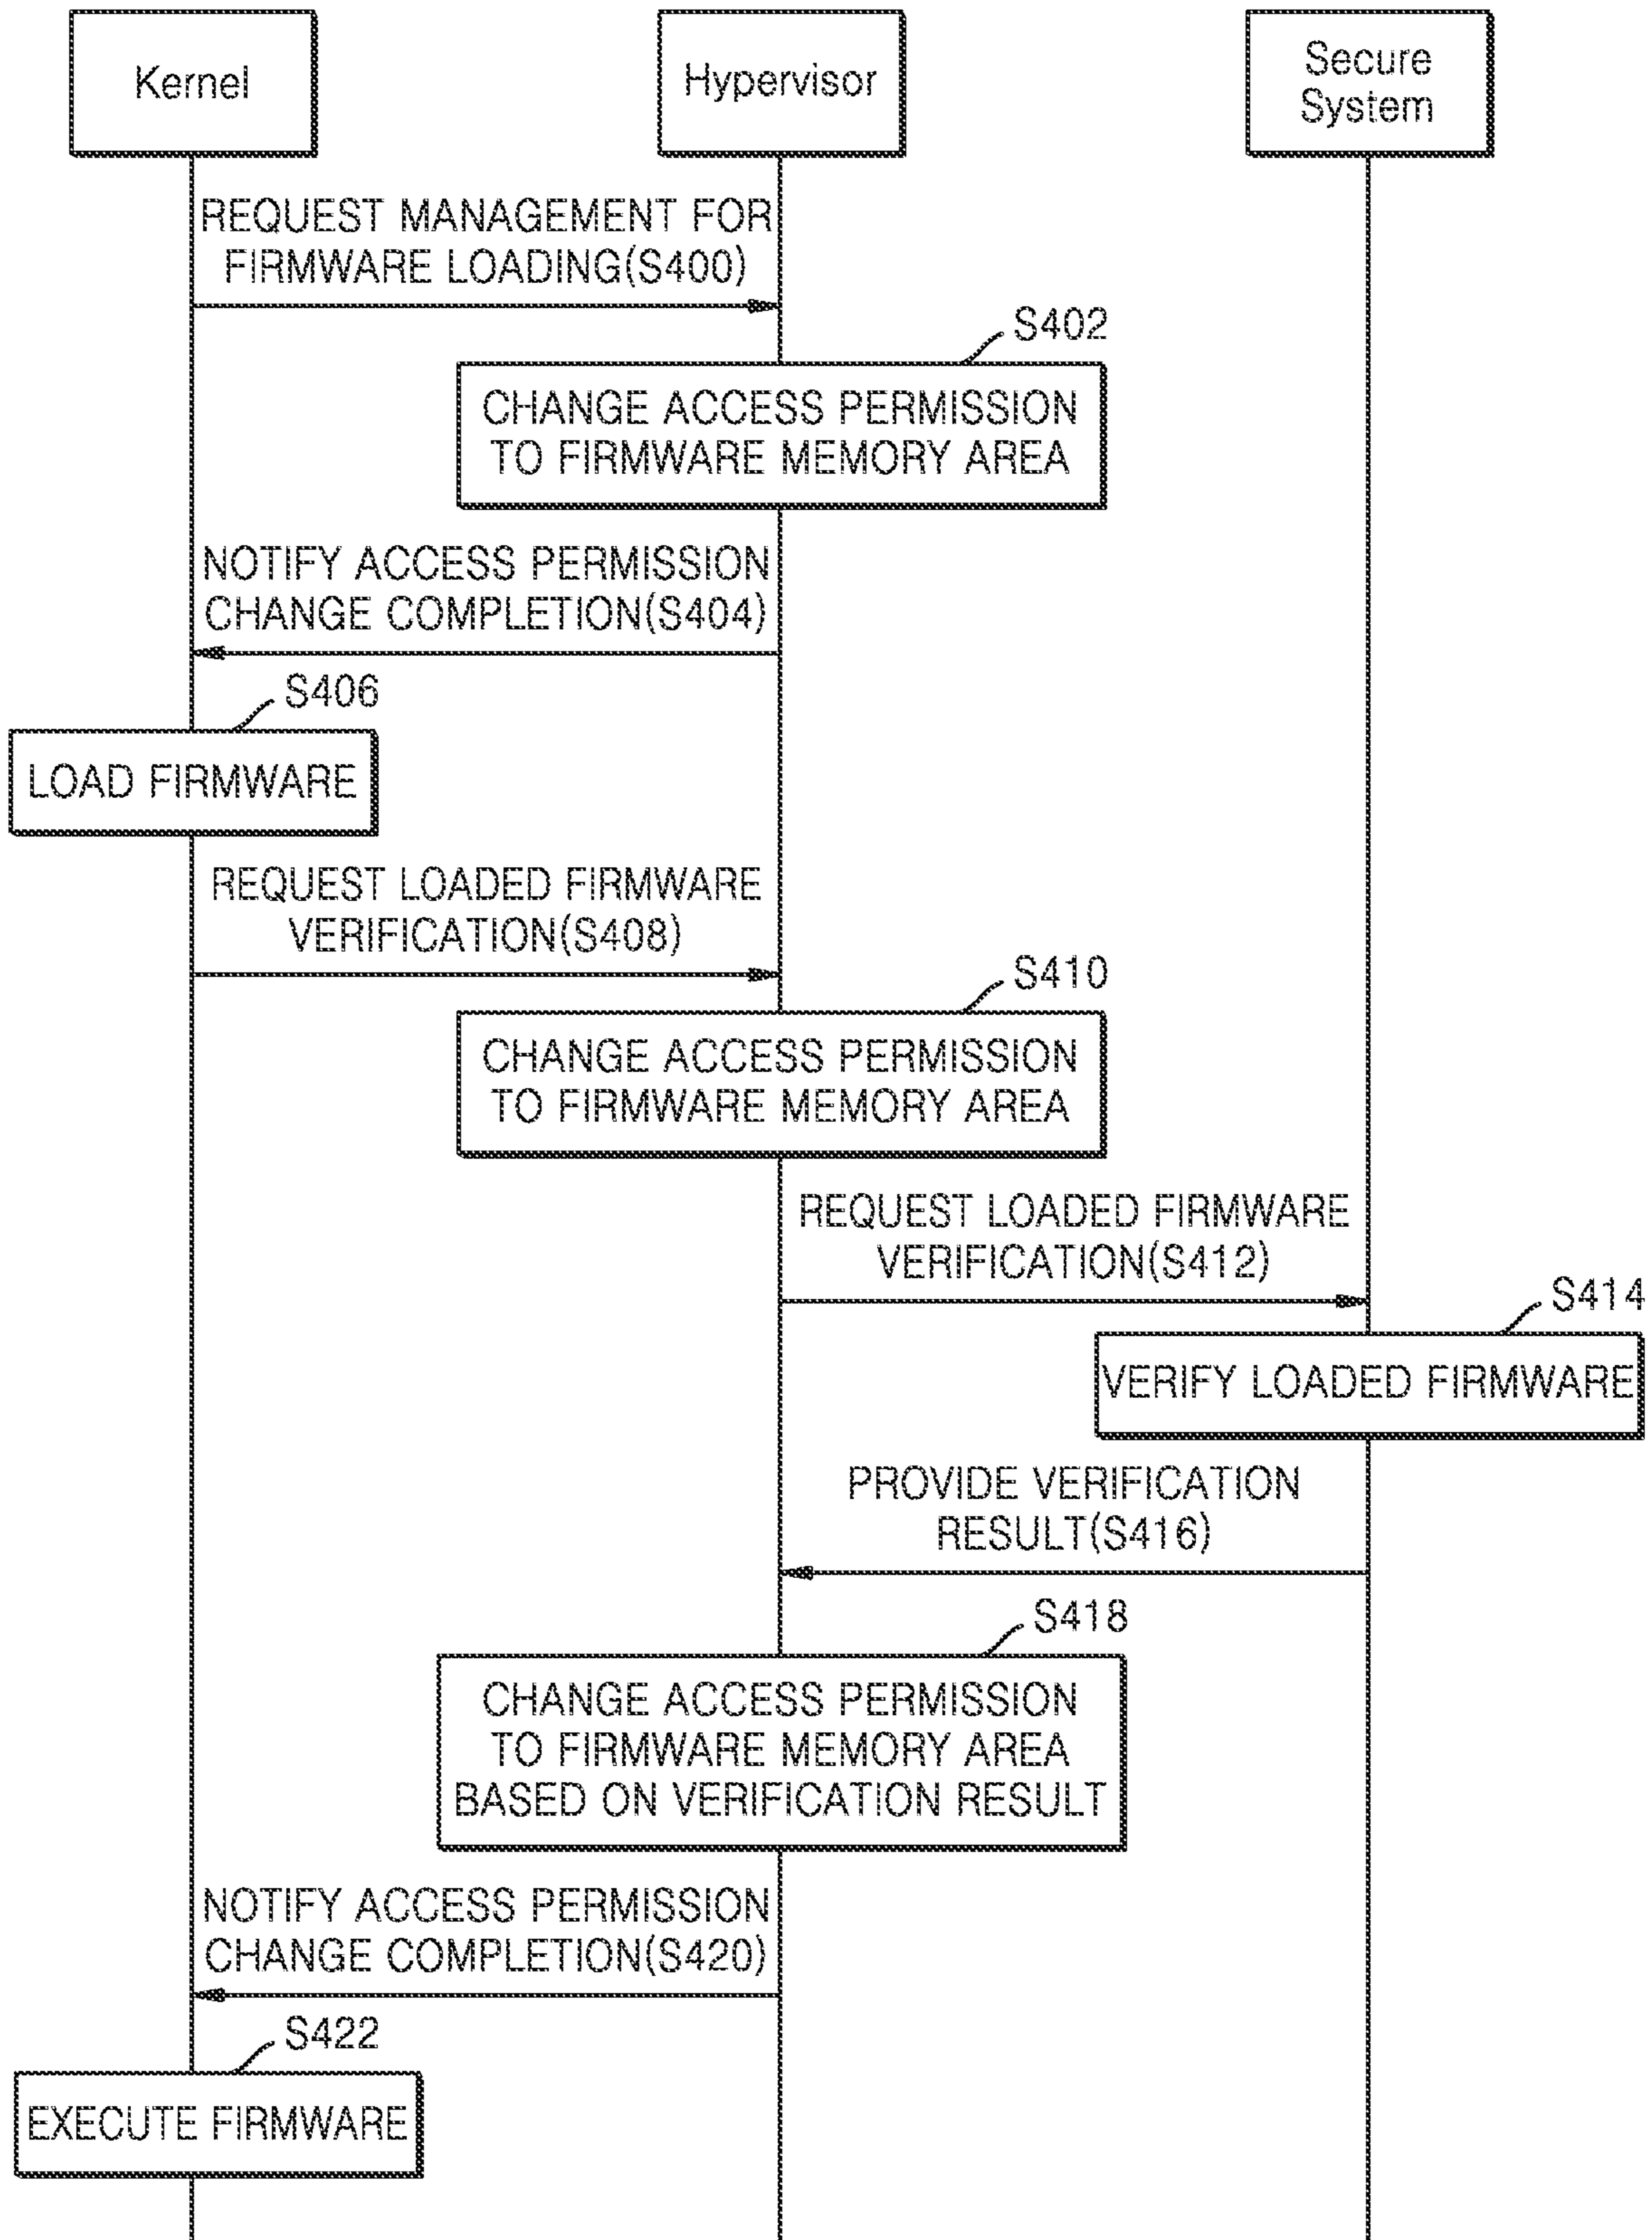 Kernel
Hypervisor
Secure
System
REQUEST MANAGEMENT FOR
FIRMWARE LOADING(S400)
S402
CHANGE ACCESS PERMISSION
TO FIRMWARE MEMORY AREA
NOTIFY ACCESS PERMISSION
CHANGE COMPLETION(S404)
S406
LOAD FIRMWARE
REQUEST LOADED FIRMWARE
VERIFICATION(S408)
S410
CHANGE ACCESS PERMISSION
TO FIRMWARE MEMORY AREA
REQUEST LOADED FIRMWARE
VERIFICATION(S412)
S414
VERIFY LOADED FIRMWARE
PROVIDE VERIFICATION
RESULT(S416)
S418
CHANGE ACCESS PERMISSION
TO FIRMWARE MEMORY AREA
BASED ON VERIFICATION RESULT
NOTIFY ACCESS PERMISSION
CHANGE COMPLETION(S420)
S422
EXECUTE FIRMWARE